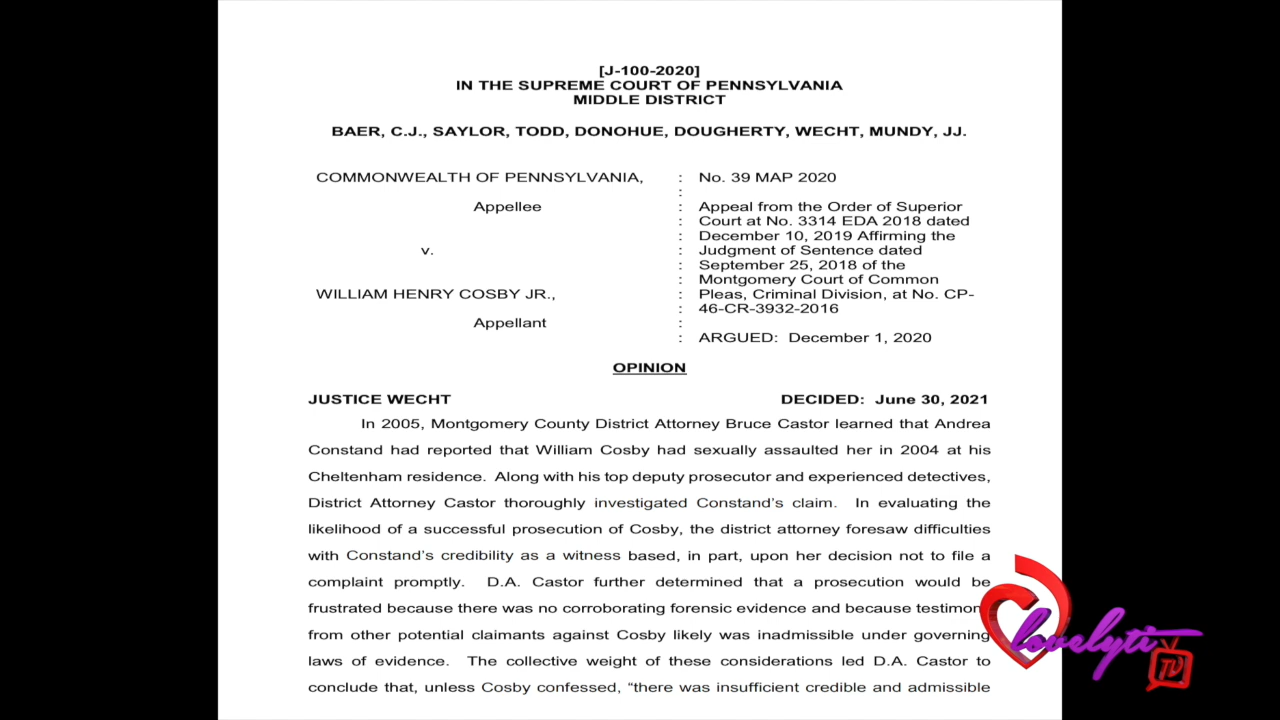 [J-100-2020]
IN THE SUPREME COURT OF PENNSYLVANIA
MIDDLE DISTRICT
BAER, C.J., SAYLOR, TODD, DONOHUE, DOUGHERTY, WECHT, MUNDY, JJ.
COMMONWEALTH OF PENNSYLVANIA, : No. 39 MAP 2020
:
Appellee : Appeal from the Order of Superior
: Court at No. 3314 EDA 2018 dated
: December 10, 2019 Affirming the
v. : Judgment of Sentence dated
: September 25, 2018 of the
: Montgomery Court of Common
WILLIAM HENRY COSBY JR., : Pleas, Criminal Division, at No. CP-
: 46-CR-3932-2016
Appellant :
: ARGUED: December 1, 2020
OPINION
JUSTICE WECHT DECIDED: June 30, 2021
In 2005, Montgomery County District Attorney Bruce Castor learned that Andrea
Constand had reported that William Cosby had sexually assaulted her in 2004 at his
Cheltenham residence. Along with his top deputy prosecutor and experienced detectives,
District Attorney Castor thoroughly investigated Constand's claim. In evaluating the
likelihood of a successful prosecution of Cosby, the district attorney foresaw difficulties
with Constand's credibility as a witness based, in part, upon her decision not to file a
complaint promptly. D.A. Castor further determined that a prosecution would be
frustrated because there was no corroborating forensic evidence and because testimon
from other potential claimants against Cosby likely was inadmissible under governing
laws of evidence. The collective weight of these considerations led D.A. Castor to
conclude that, unless Cosby confessed, "there was insufficient credible and admissible
lovelyti
TV